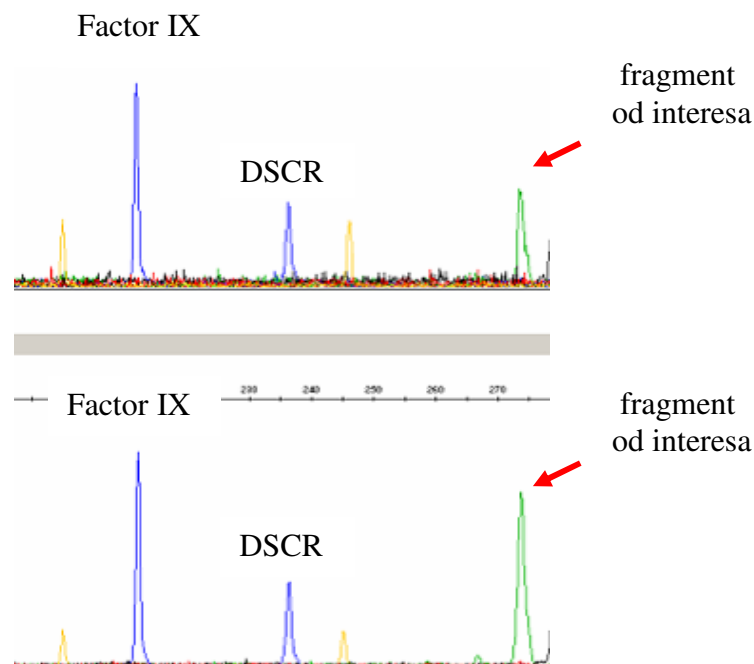 Factor IX
fragment
od interesa
DSCR
230 240 250 260 270
Factor IX
fragment
od interesa
DSCR